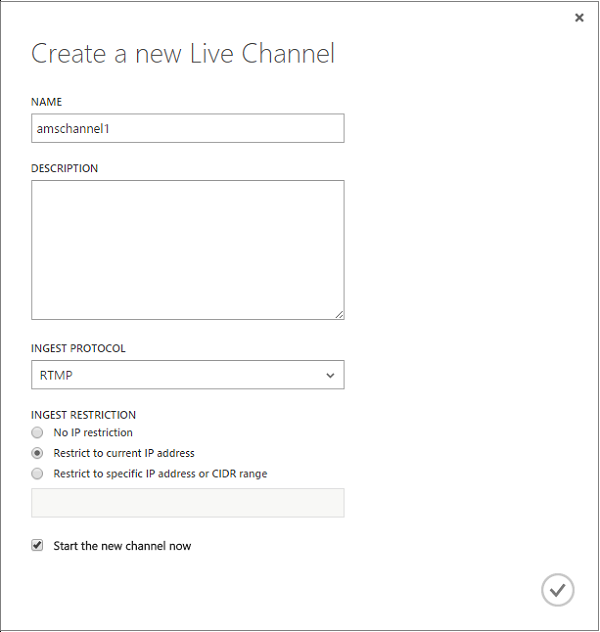 Create a new Live Channel
NAME
amschannel1
DESCRIPTION
INGEST PROTOCOL
RTMP
INGEST RESTRICTION
No IP restriction
Restrict to current IP address
Restrict to specific IP address or CIDR range
Start the new channel now